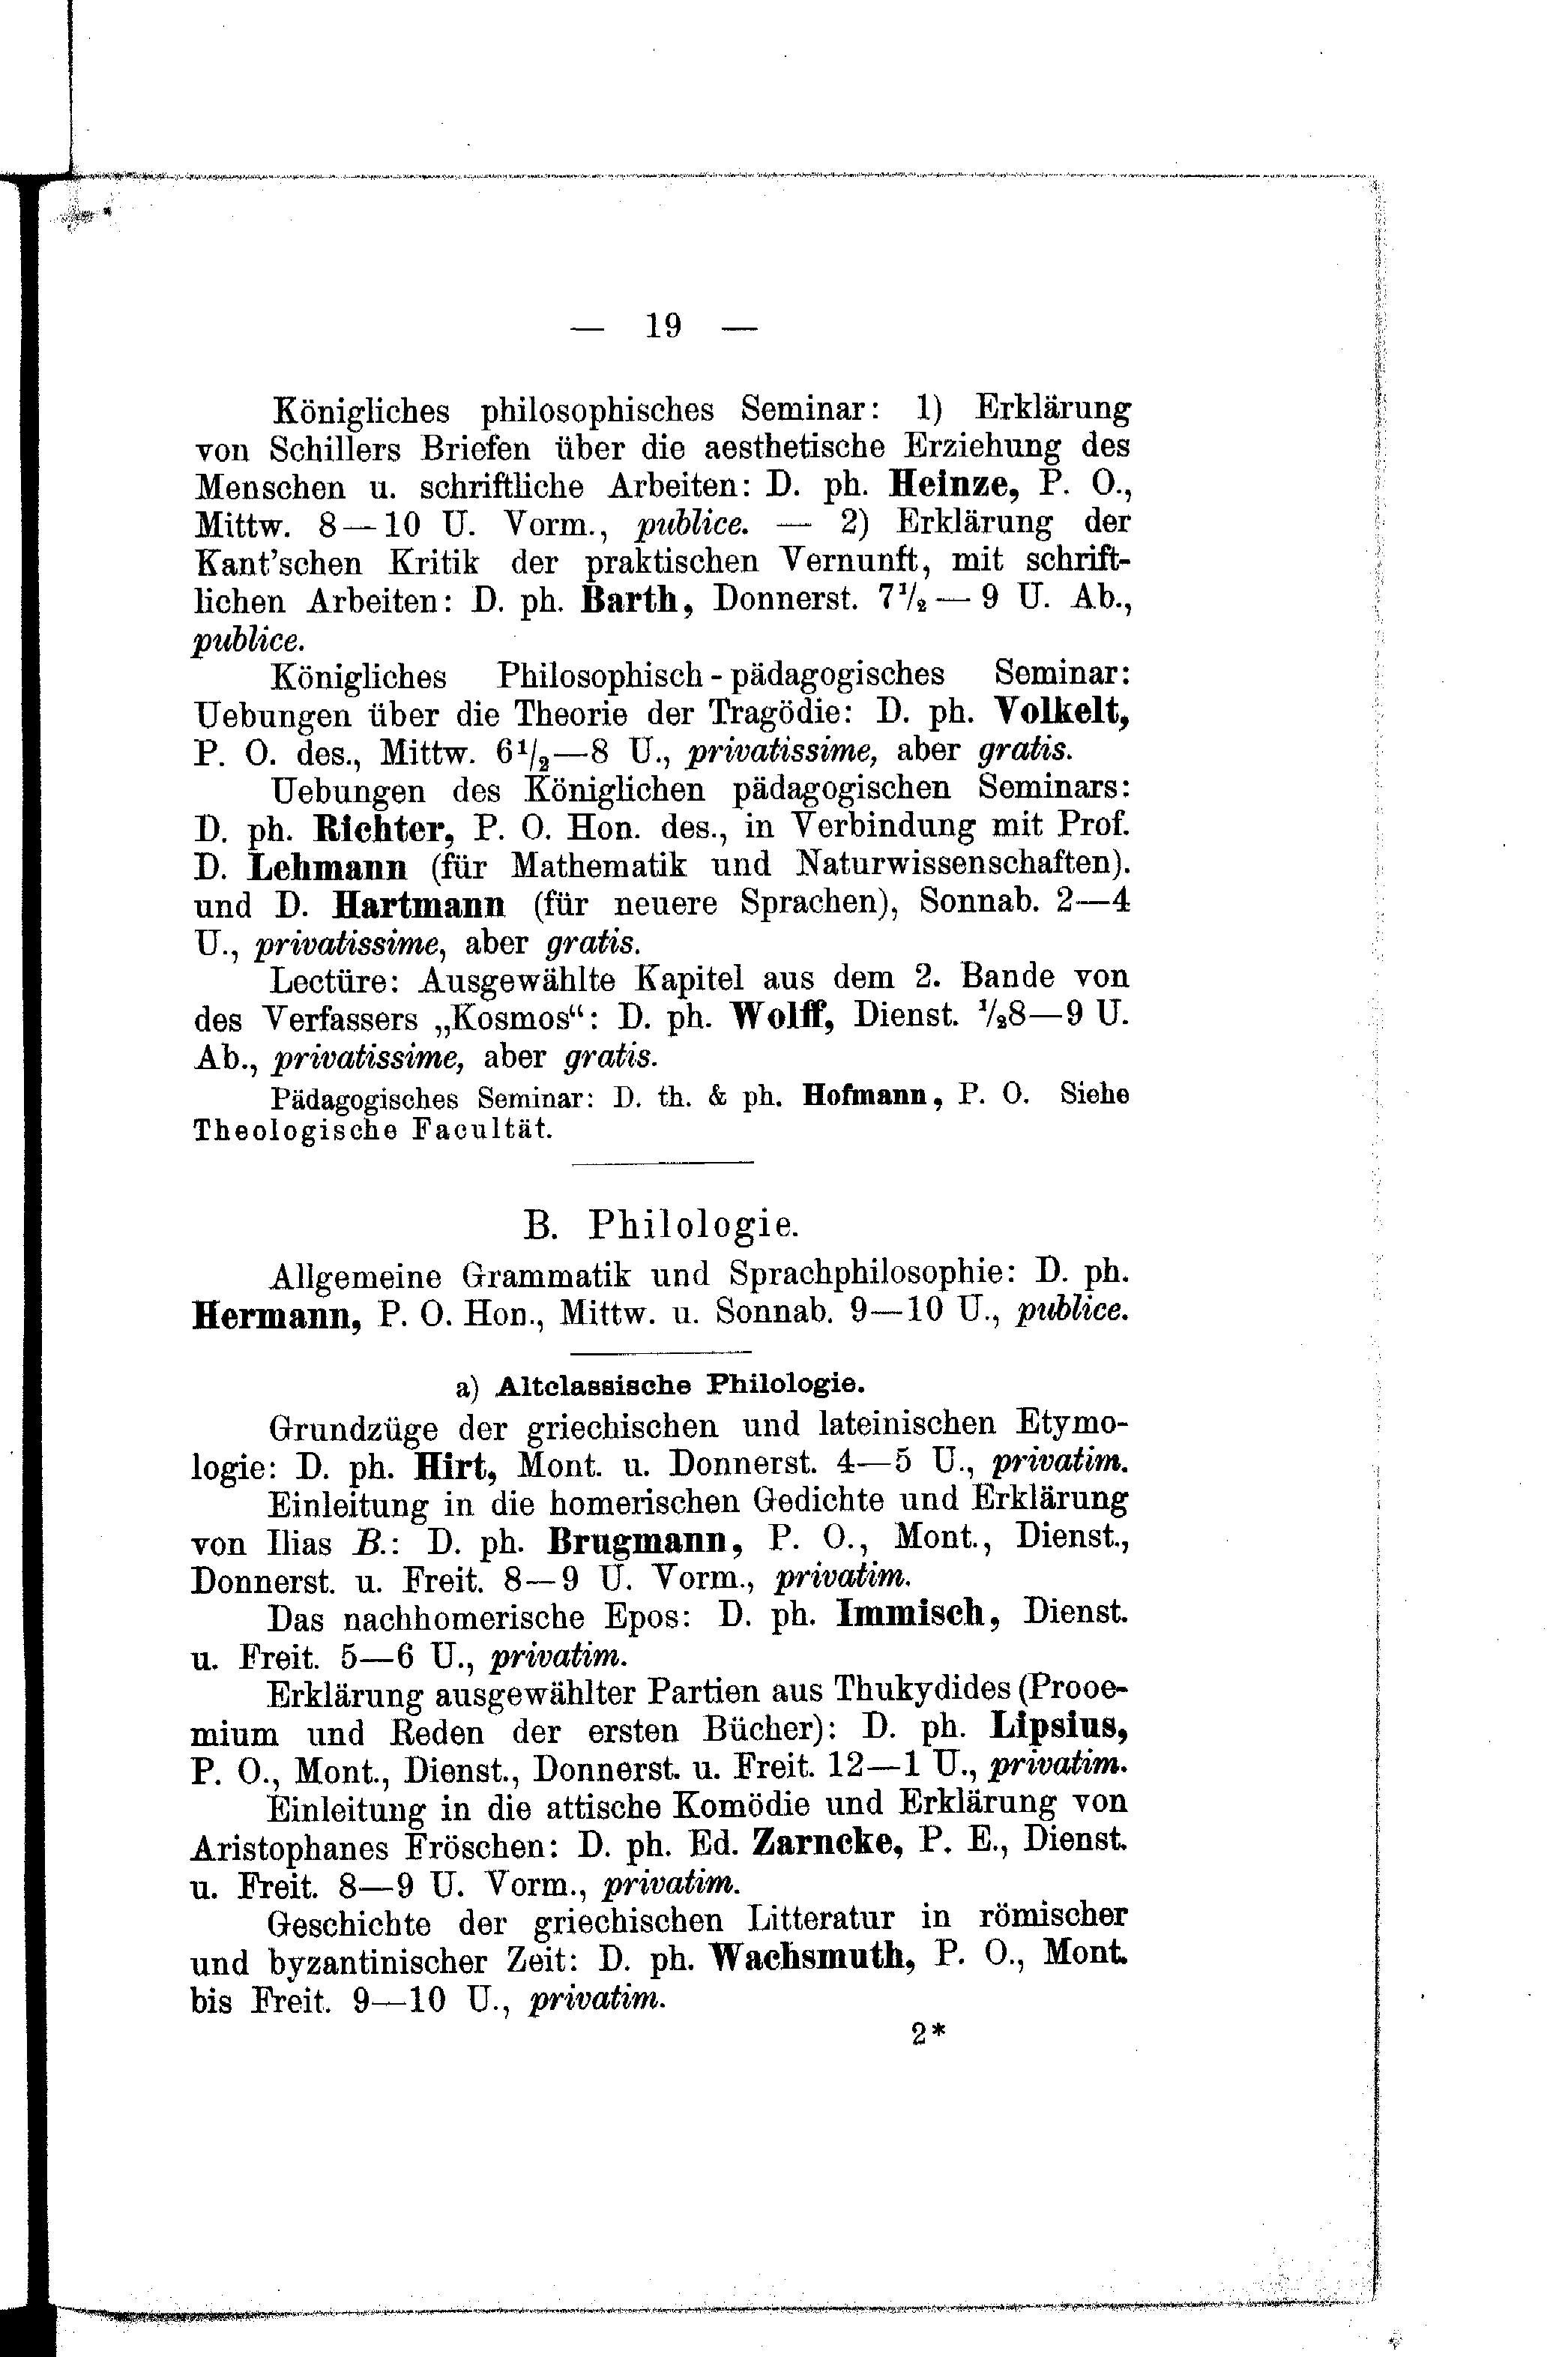 — 19 —
Königliches philosophisches Seminar: 1) Erklärung
von Schillers Briefen über die aesthetische Erziehung des
Menschen u. schriftliche Arbeiten: D. ph. Heinze, P. O.,
Mittw. 8—10 U. Vorm., publice. — 2) Erklärung der
Kant'schen Kritik der praktischen Vernunft, mit schrift-
lichen Arbeiten: D. ph. Barth, Donnerst. 7½—9 U. Ab.,
publice.
Königliches Philosophisch-pädagogisches Seminar:
Uebungen über die Theorie der Tragödie: D. ph. Volkelt,
P. O. des., Mittw. 6½—8 U., privatissime, aber gratis.
Uebungen des Königlichen pädagogischen Seminars:
D. ph. Richter, P. O. Hon. des., in Verbindung mit Prof.
D. Lehmann (für Mathematik und Naturwissenschaften).
und D. Hartmann (für neuere Sprachen), Sonnab. 2—4
U., privatissime, aber gratis.
Lectüre: Ausgewählte Kapitel aus dem 2. Bande von
des Verfassers „Kosmos“: D. ph. Wolff, Dienst. ½8—9 U.
Ab., privatissime, aber gratis.
Pädagogisches Seminar: D. th. & ph. Hofmann, P. O. Siehe
Theologische Facultät.
B. Philologie.
Allgemeine Grammatik und Sprachphilosophie: D. ph.
Hermann, P. O. Hon., Mittw. u. Sonnab. 9—10 U., publice.
a) Altclassische Philologie.
Grundzüge der griechischen und lateinischen Etymo-
logie: D. ph. Hirt, Mont. u. Donnerst. 4—5 U., privatim.
Einleitung in die homerischen Gedichte und Erklärung
von Ilias B.: D. ph. Brugmann, P. O., Mont., Dienst.,
Donnerst. u. Freit. 8—9 U. Vorm., privatim.
Das nachhomerische Epos: D. ph. Immisch, Dienst.
u. Freit. 5—6 U., privatim.
Erklärung ausgewählter Partien aus Thukydides (Prooe-
mium und Reden der ersten Bücher): D. ph. Lipsius,
P. O., Mont., Dienst., Donnerst. u. Freit. 12—1 U., privatim.
Einleitung in die attische Komödie und Erklärung von
Aristophanes Fröschen: D. ph. Ed. Zarncke, P. E., Dienst.
u. Freit. 8—9 U. Vorm., privatim.
Geschichte der griechischen Litteratur in römischer
und byzantinischer Zeit: D. ph. Wachsmuth, P. O., Mont.
bis Freit. 9—10 U., privatim.
2*